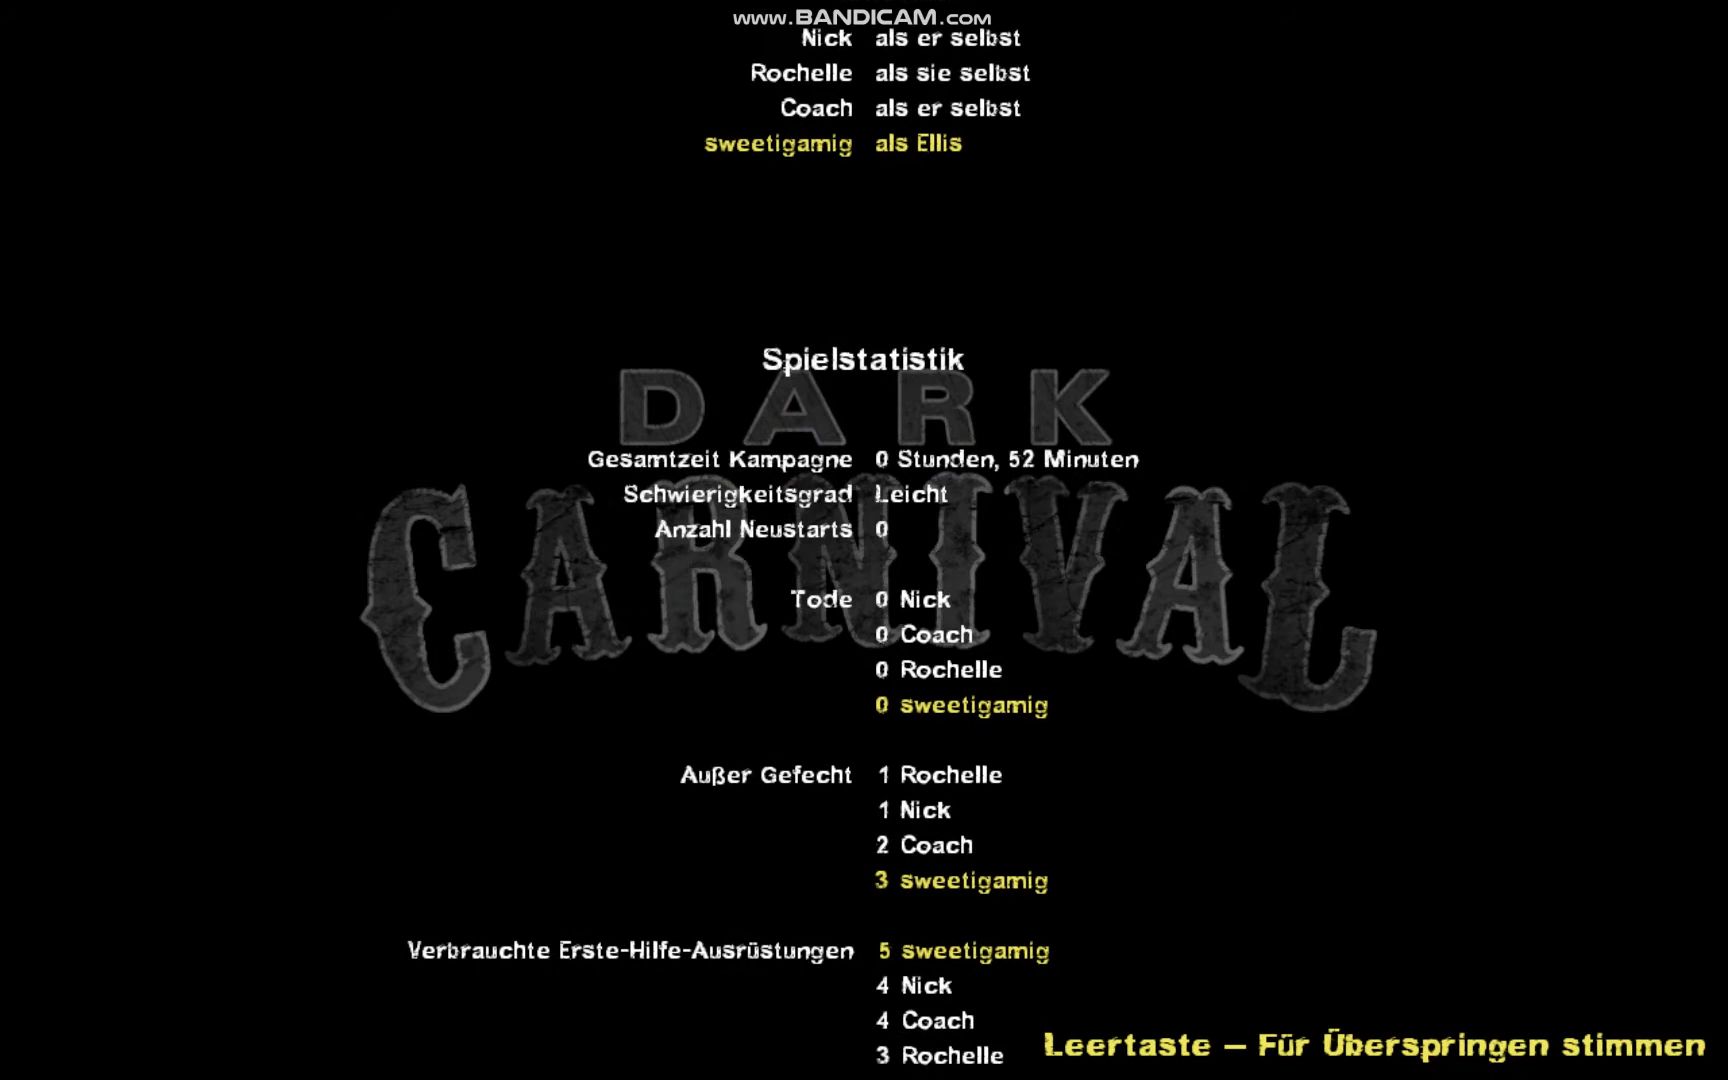 www.BANDICAM.com
Nick als er selbst
Rochelle als sie selbst
Coach als er selbst
sweetigamig als Ellis
Spielstatistik
DARK
Gesamtzeit Kampagne 0 Stunden, 52 Minuten
Schwierigkeitsgrad Leicht
Anzahl Neustarts 0
CARNIVAL
Tode 0 Nick
0 Coach
0 Rochelle
0 sweetigamig
Außer Gefecht 1 Rochelle
1 Nick
2 Coach
3 sweetigamig
Verbrauchte Erste-Hilfe-Ausrüstungen 5 sweetigamig
4 Nick
4 Coach
3 Rochelle
Leertaste – Für Überspringen stimmen